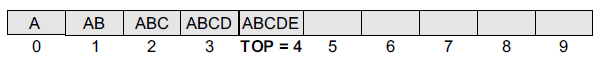 A AB ABC ABCD ABCDE
0 1 2 3 TOP = 4 5 6 7 8 9